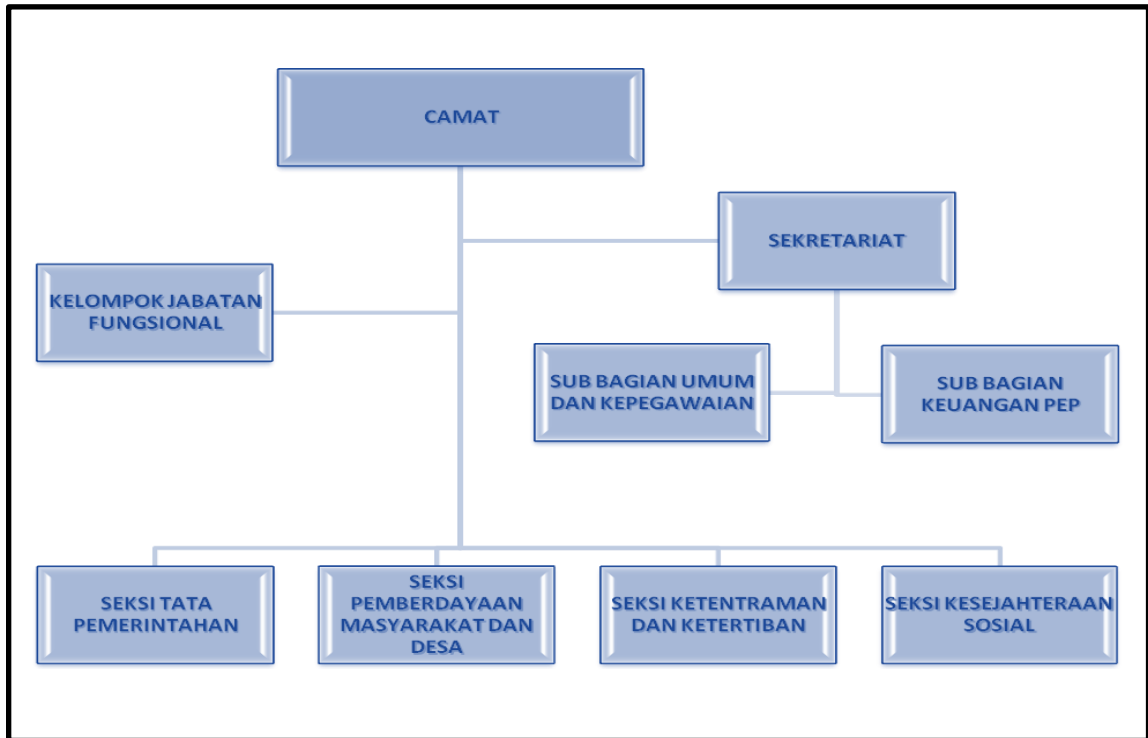 CAMAT
SEKRETARIAT
KELOMPOK JABATAN
FUNGSIONAL
SUB BAGIAN UMUM
DAN KEPEGAWAIAN
SUB BAGIAN
KEUANGAN PEP
SEKSI TATA
PEMERINTAHAN
SEKSI
PEMBERDAYAAN
MASYARAKAT DAN
DESA
SEKSI KETENTRAMAN
DAN KETERTIBAN
SEKSI KESEJAHTERAAN
SOSIAL